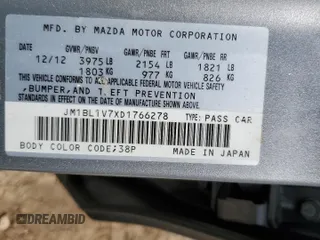 MFD. BY MAZDA MOTOR CORPORATION
GVWR/PNBV GAWR/PNBE FR GAWR/PNBE RR
12/12 3975 LB 2154 LB 1821 LB
1803 KG 977 KG 826 KG
THIS VEHICLE CONFORMS TO ALL APPLICABLE
FEDERAL MOTOR VEHICLE SAFETY
,BUMPER,AND THEFT PREVENTION
STANDARDS IN EFFECT ON THE DATE OF
MANUFACTURE SHOWN ABOVE.
JM1BL1V7XD1766278 TYPE: PASS CAR
BODY COLOR CODE;38P MADE IN JAPAN
DREAMBID